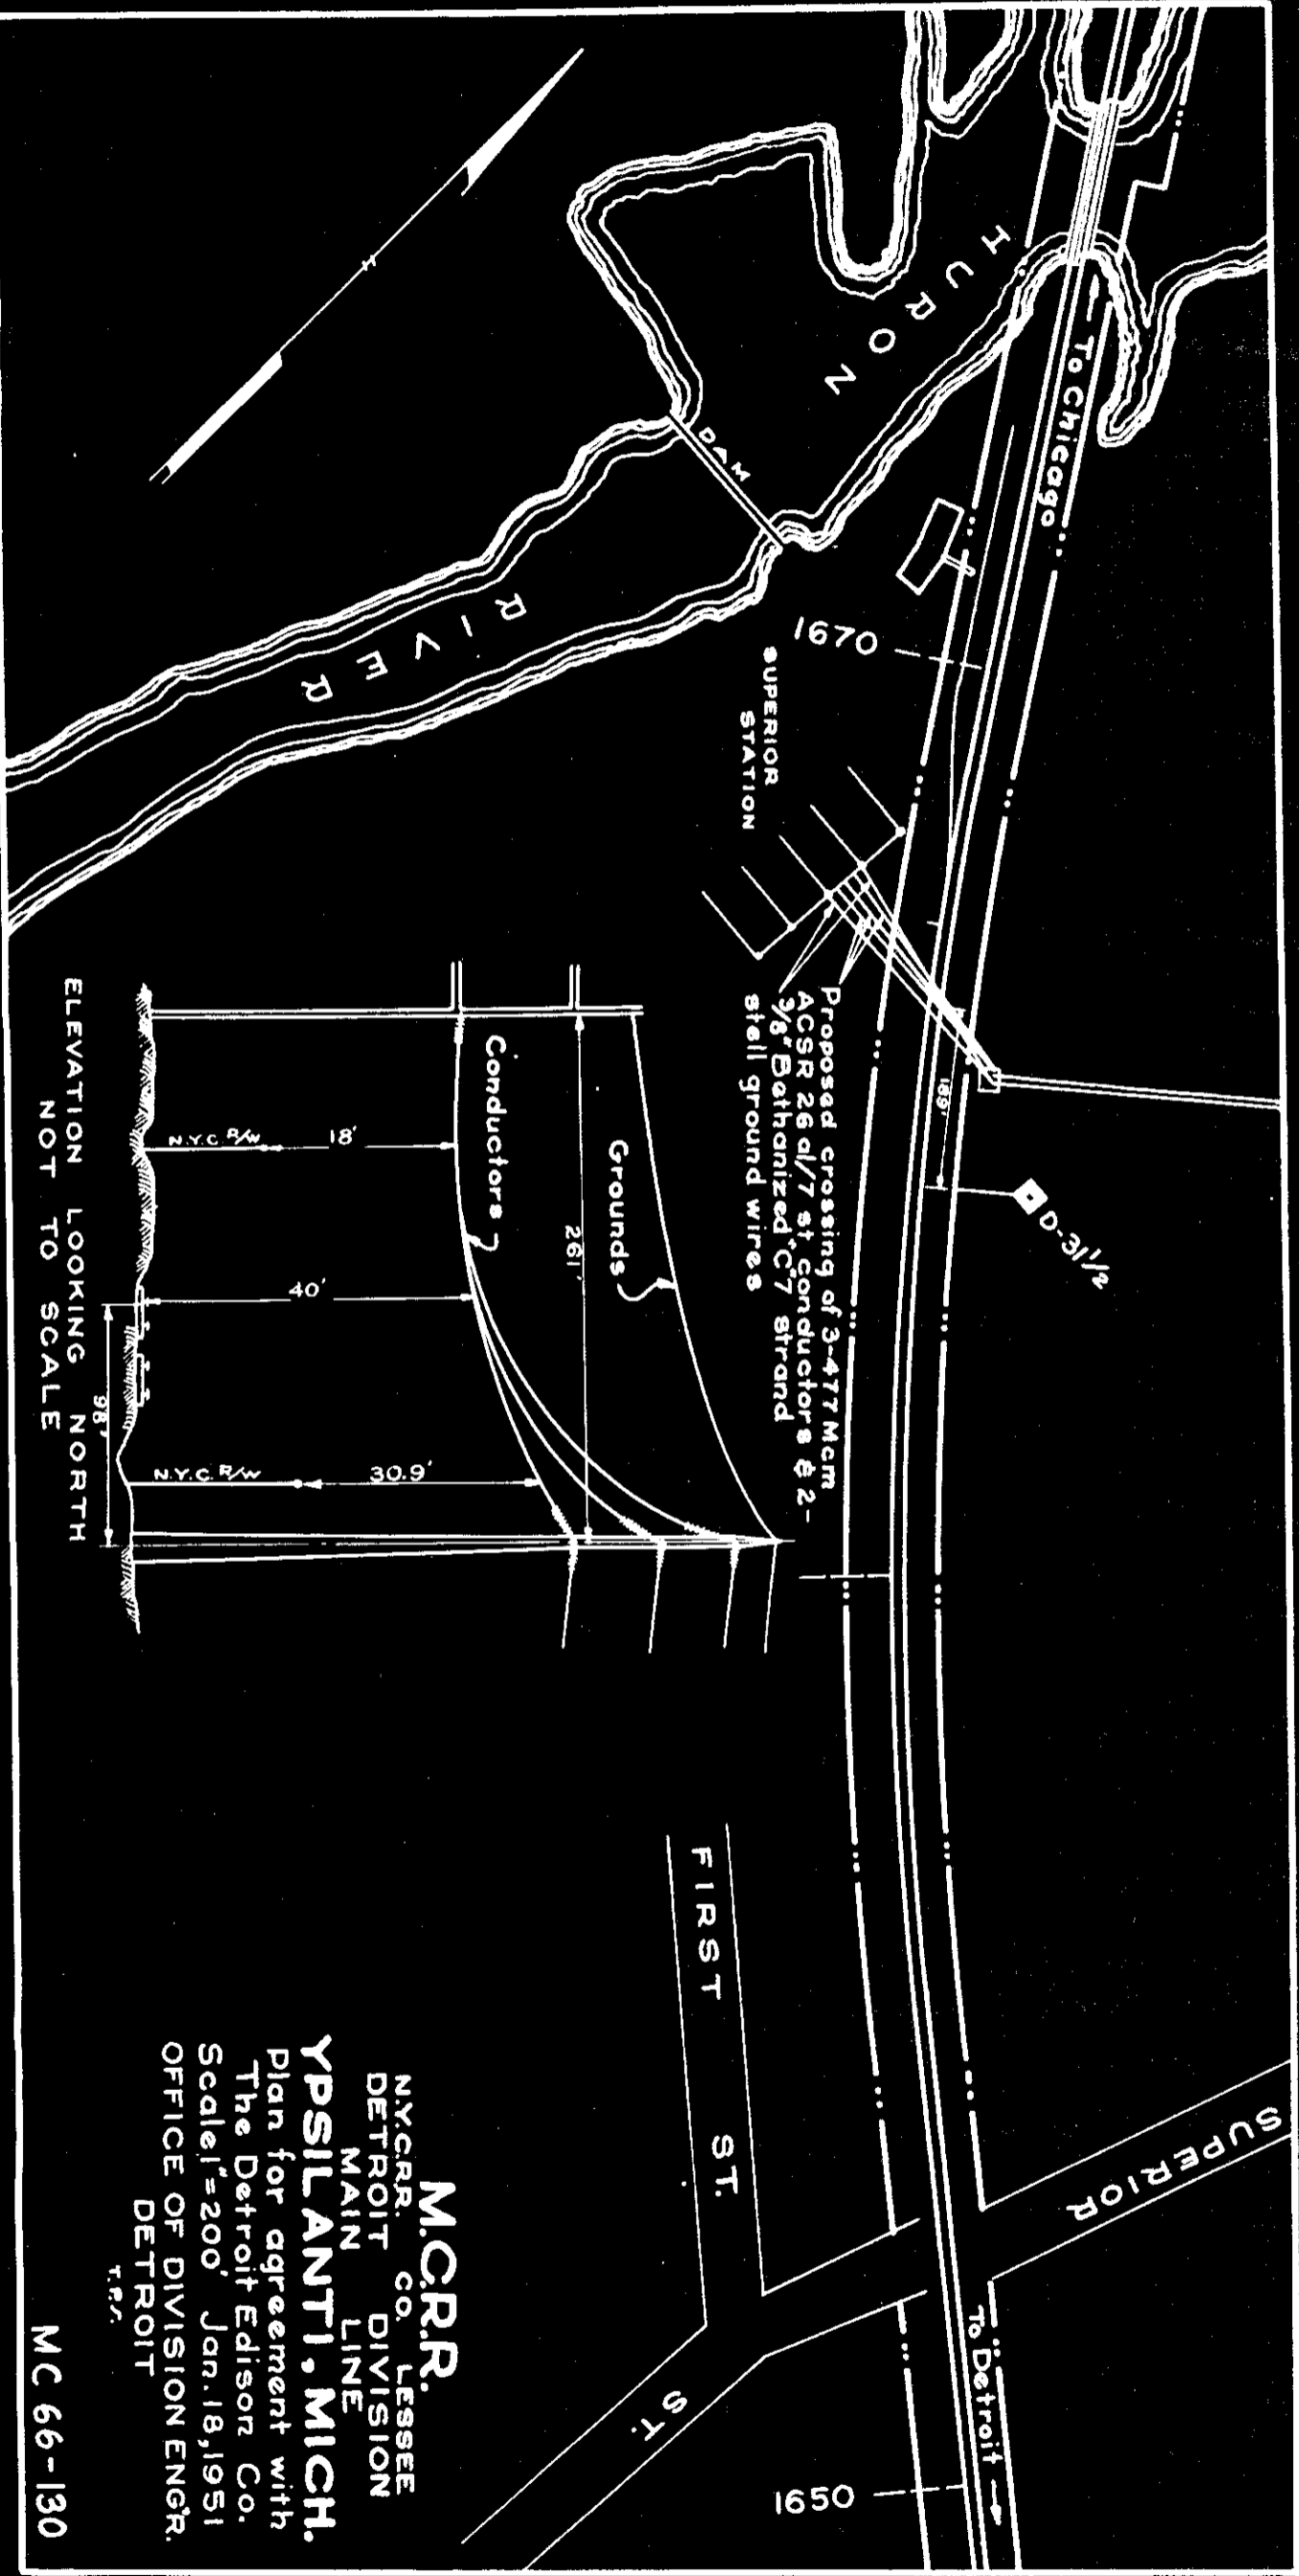 To Chicago
HURON
RIVER
DAM
1670
SUPERIOR
STATION
Proposed crossing of 3-477 Mcm
ACSR 26 al/7 st. conductors & 2-
3/8" Bethanized "C" 7 strand
stell ground wires
189'
D-31 1/2
Conductors
Grounds
N.Y.C. R/W
18'
261'
40'
98'
N.Y.C. R/W
30.9'
ELEVATION LOOKING NORTH
NOT TO SCALE
FIRST ST.
SUPERIOR
ST.
To Detroit
1650
M.C.R.R.
N.Y.C.R.R. CO. LESSEE
DETROIT DIVISION
MAIN LINE
YPSILANTI, MICH.
Plan for agreement with
The Detroit Edison Co.
Scale 1"=200' Jan. 18, 1951
OFFICE OF DIVISION ENG'R.
DETROIT
T.P.S.
MC 66-130